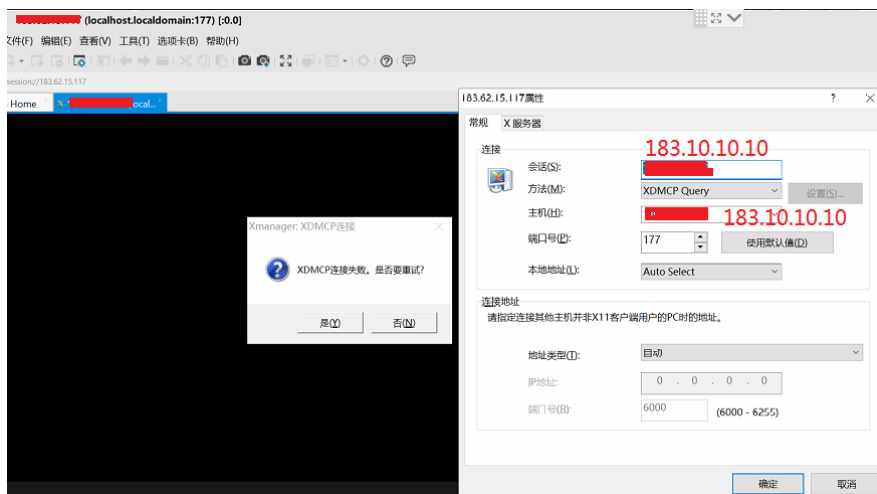 (localhost.localdomain:177) [:0.0]
文件(F) 编辑(E) 查看(V) 工具(T) 选项卡(B) 帮助(H)
session://183.62.15.117
Home
ocal...
Xmanager: XDMCP连接
XDMCP连接失败。是否要重试?
是(Y) 否(N)
183.62.15.117属性 ?
常规 X 服务器
连接
183.10.10.10
会话(S):
方法(M): XDMCP Query 设置(S)...
主机(H): 183.10.10.10
端口号(P): 177 使用默认值(D)
本地地址(L): Auto Select
连接地址
请指定连接其他主机并非X11客户端用户的PC时的地址。
地址类型(T): 自动
IP地址: 0 . 0 . 0 . 0
端口号(R): 6000 (6000 - 6255)
确定 取消